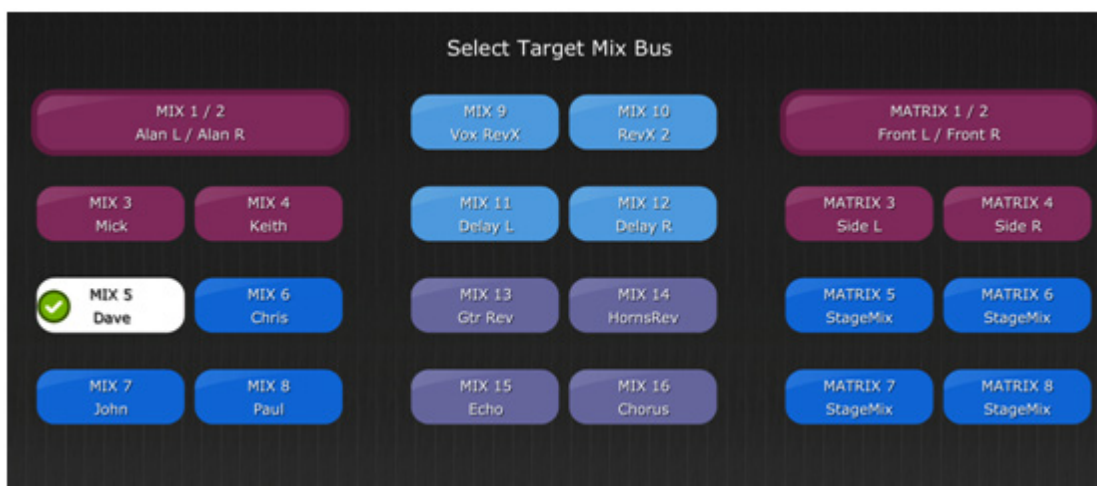 Select Target Mix Bus
MIX 1 / 2
Alan L / Alan R
MIX 9
Vox RevX
MIX 10
RevX 2
MATRIX 1 / 2
Front L / Front R
MIX 3
Mick
MIX 4
Keith
MIX 11
Delay L
MIX 12
Delay R
MATRIX 3
Side L
MATRIX 4
Side R
MIX 5
Dave
MIX 6
Chris
MIX 13
Gtr Rev
MIX 14
HornsRev
MATRIX 5
StageMix
MATRIX 6
StageMix
MIX 7
John
MIX 8
Paul
MIX 15
Echo
MIX 16
Chorus
MATRIX 7
StageMix
MATRIX 8
StageMix